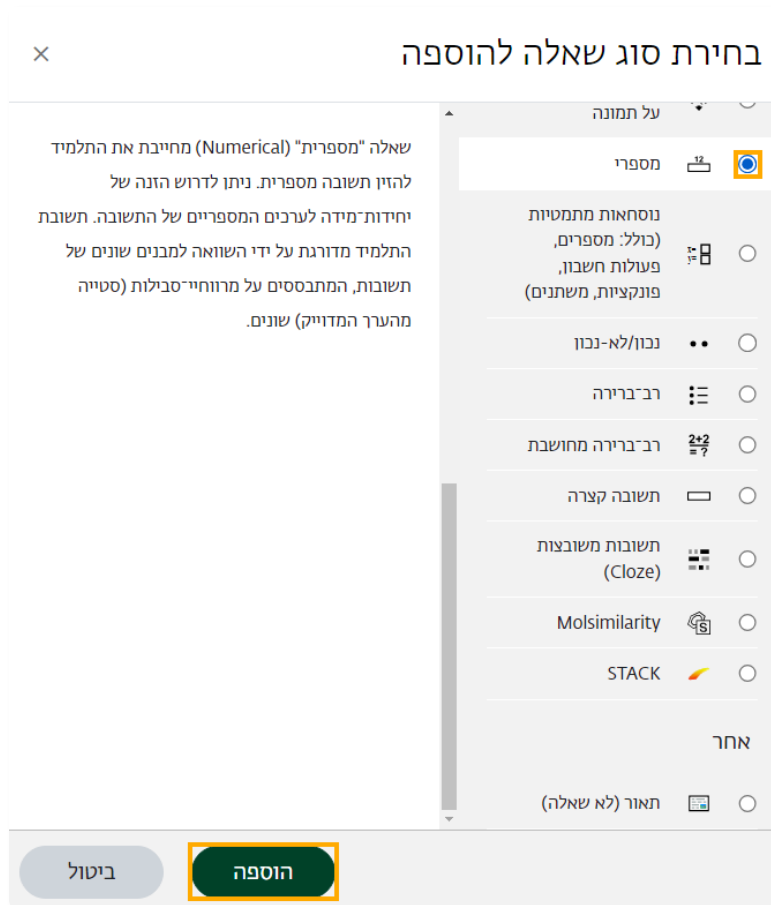 בחירת סוג שאלה להוספה
על תמונה
מספרי
נוסחאות מתמטיות
(כולל: מספרים,
פעולות חשבון,
פונקציות, משתנים)
נכון/לא-נכון
רב־ברירה
רב־ברירה מחושבת
תשובה קצרה
תשובות משובצות
(Cloze)
Molsimilarity
STACK
אחר
תאור (לא שאלה)
שאלה "מספרית" (Numerical) מחייבת את התלמיד
להזין תשובה מספרית. ניתן לדרוש הזנה של
יחידות־מידה לערכים המספריים של התשובה. תשובת
התלמיד מדורגת על ידי השוואה למבנים שונים של
תשובות, המתבססים על מרווחיי־סבילות (סטייה
מהערך המדוייק) שונים.
הוספה
ביטול